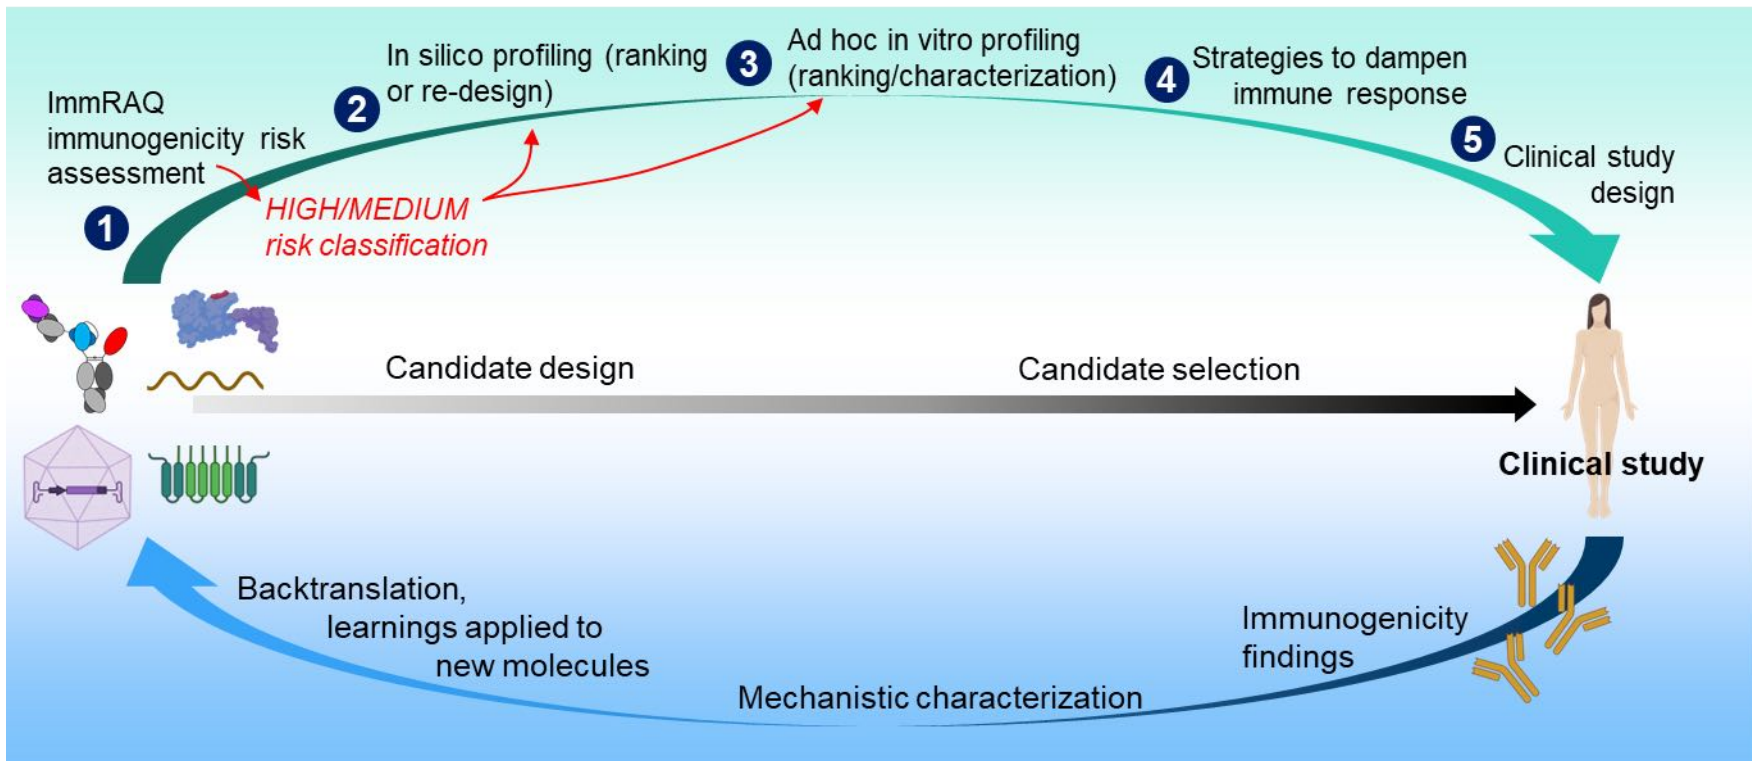 1
ImmRAQ
immunogenicity risk
assessment
HIGH/MEDIUM
risk classification
2
In silico profiling (ranking
or re-design)
3
Ad hoc in vitro profiling
(ranking/characterization)
4
Strategies to dampen
immune response
5
Clinical study
design
Candidate design
Candidate selection
Clinical study
Immunogenicity
findings
Mechanistic characterization
Backtranslation,
learnings applied to
new molecules